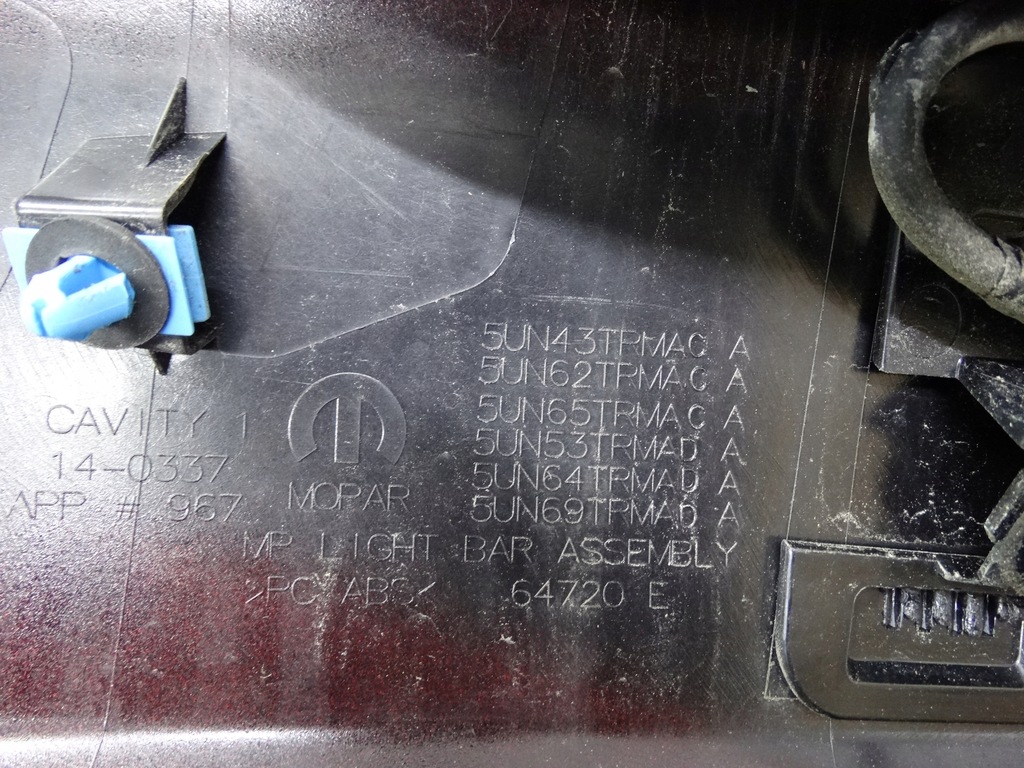 CAVITY 1
14-0337
APP # 967
MOPAR
5UN43TRMAC A
5UN62TRMAC A
5UN65TRMAC A
5UN53TRMAD A
5UN64TRMAD A
5UN69TRMAD A
MP LIGHT BAR ASSEMBLY
>PC/ABS< 64720 E